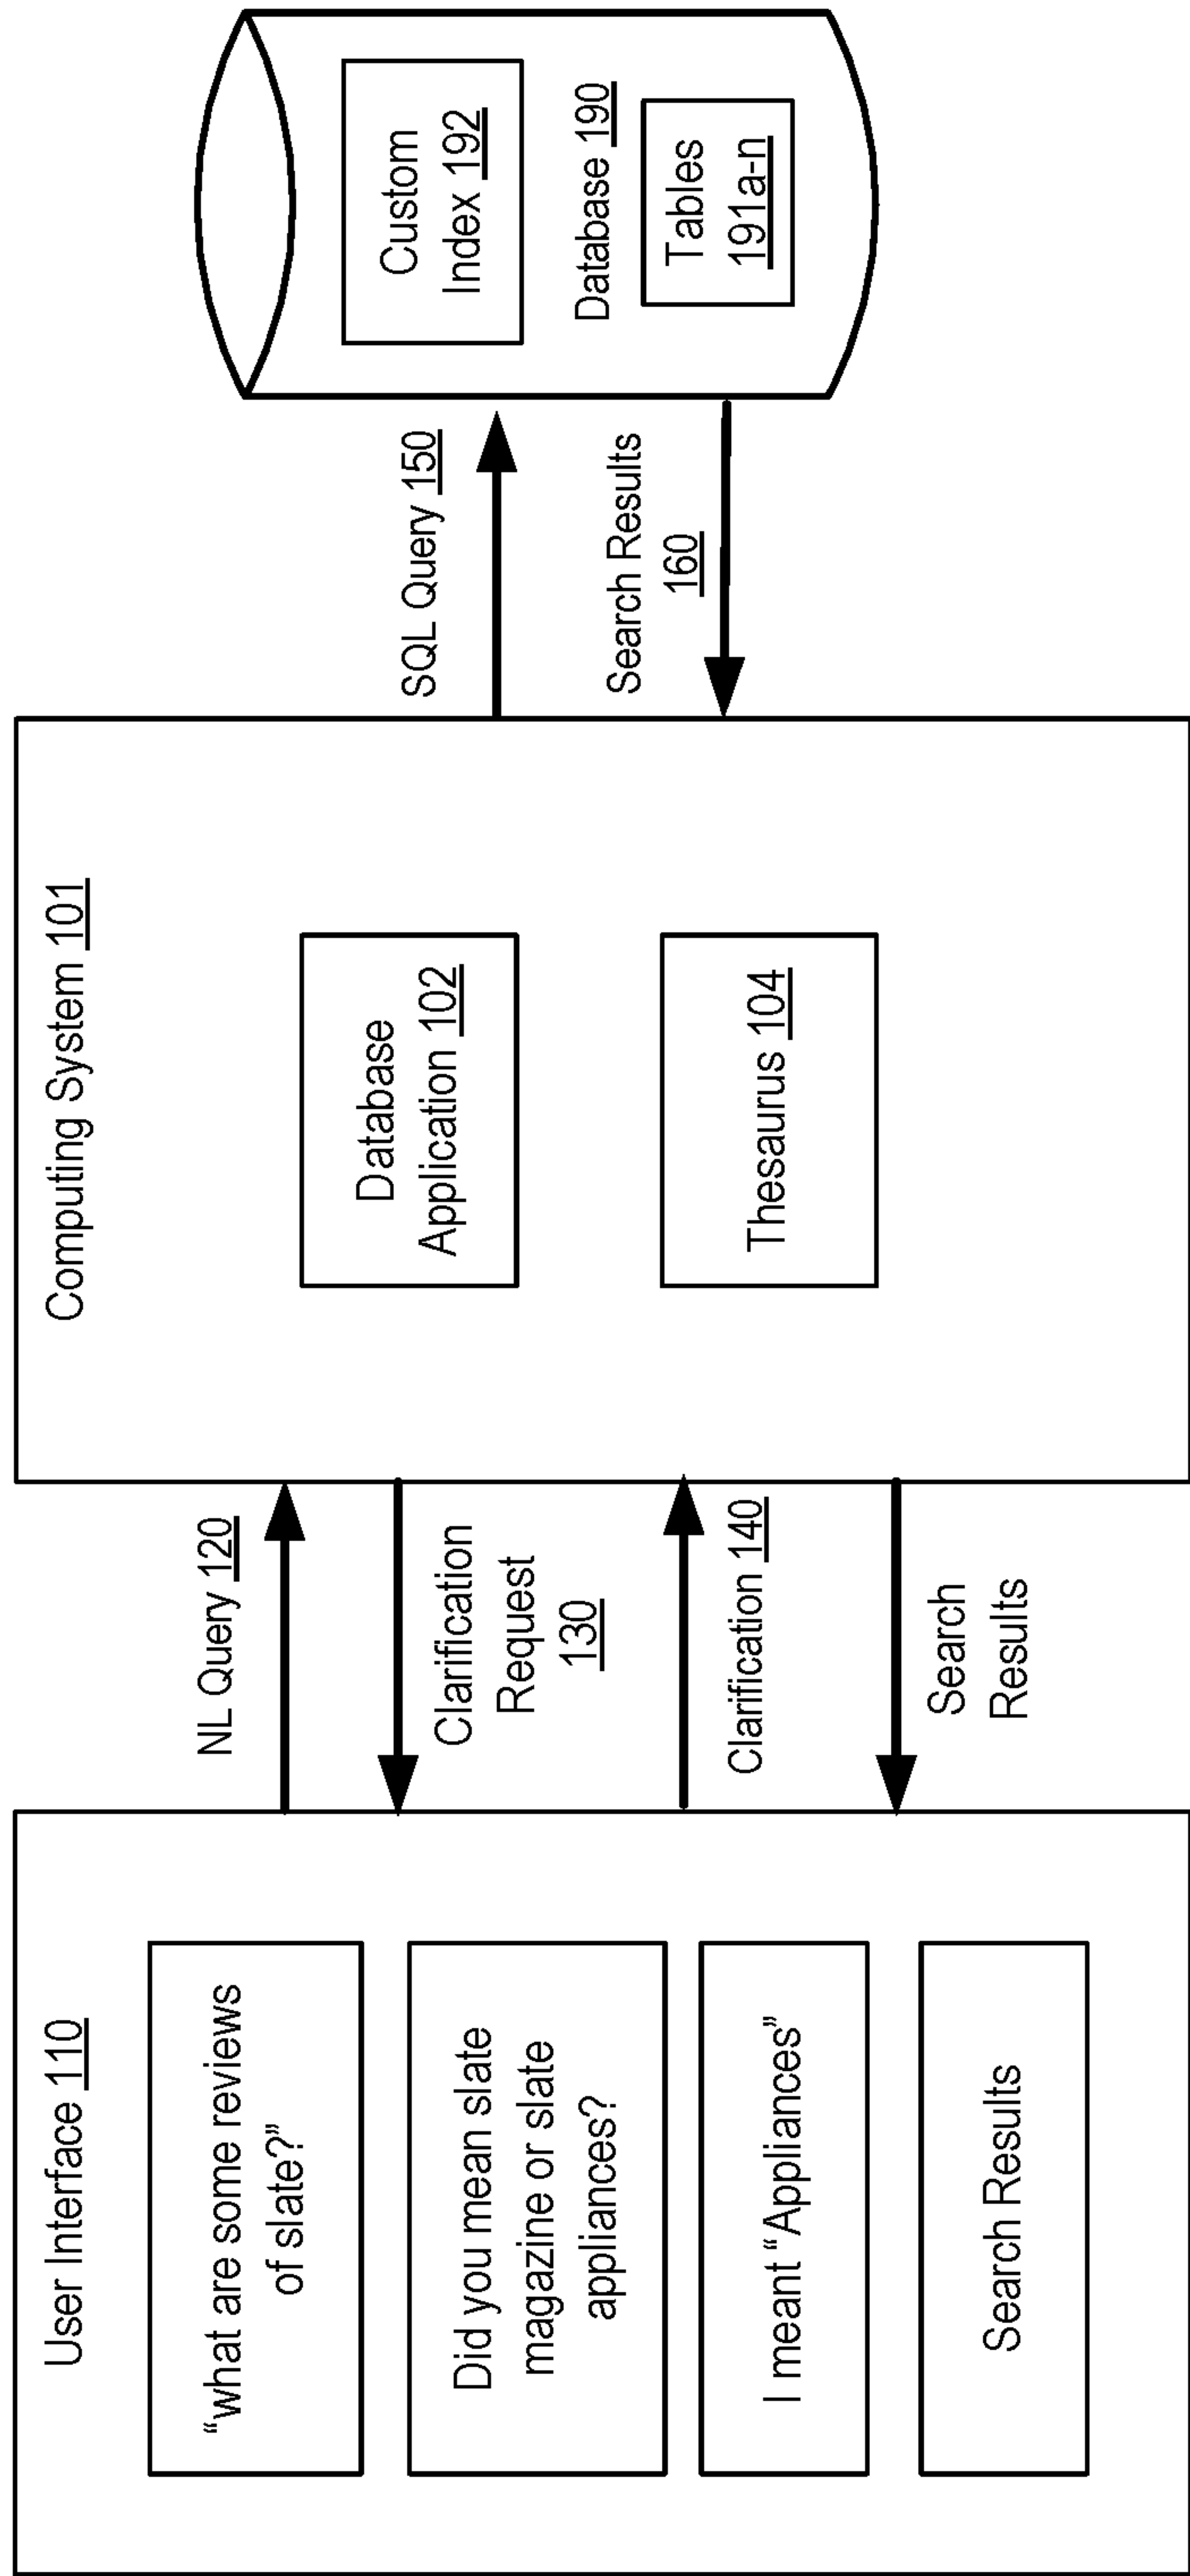 User Interface 110
“what are some reviews
of slate?”
Did you mean slate
magazine or slate
appliances?
I meant “Appliances”
Search Results
NL Query 120
Clarification
Request
130
Clarification 140
Search
Results
Computing System 101
Database
Application 102
Thesaurus 104
SQL Query 150
Search Results
160
Custom
Index 192
Database 190
Tables
191a-n